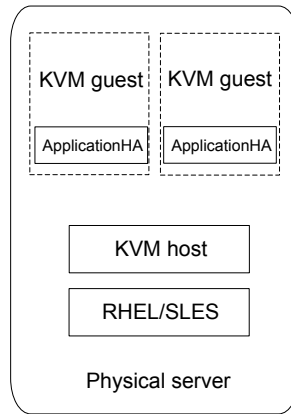 KVM guest
KVM guest
ApplicationHA
ApplicationHA
KVM host
RHEL/SLES
Physical server